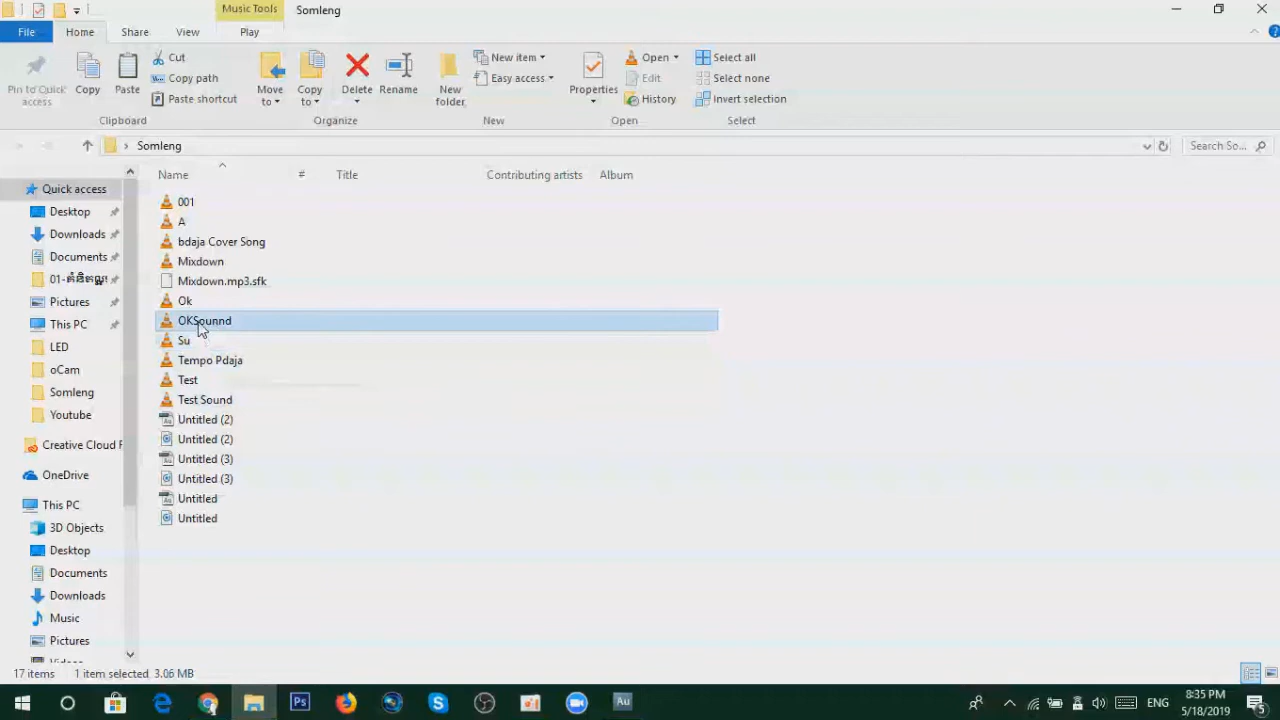 Music Tools
Somleng
File
Home
Share
View
Play
Pin to Quick access
Copy
Paste
Cut
Copy path
Paste shortcut
Clipboard
Move to
Copy to
Delete
Rename
Organize
New folder
New item
Easy access
New
Properties
Open
Edit
History
Open
Select all
Select none
Invert selection
Select
Somleng
Search So...
Name
#
Title
Contributing artists
Album
Quick access
Desktop
Downloads
Documents
Pictures
This PC
LED
oCam
Somleng
Youtube
Creative Cloud F
OneDrive
This PC
3D Objects
Desktop
Documents
Downloads
Music
Pictures
Videos
001
A
bdaja Cover Song
Mixdown
Mixdown.mp3.sfk
Ok
OKSounnd
Su
Tempo Pdaja
Test
Test Sound
Untitled (2)
Untitled (2)
Untitled (3)
Untitled (3)
Untitled
Untitled
17 items
1 item selected 3.06 MB
Ps
Au
ENG
8:35 PM
5/18/2019
5